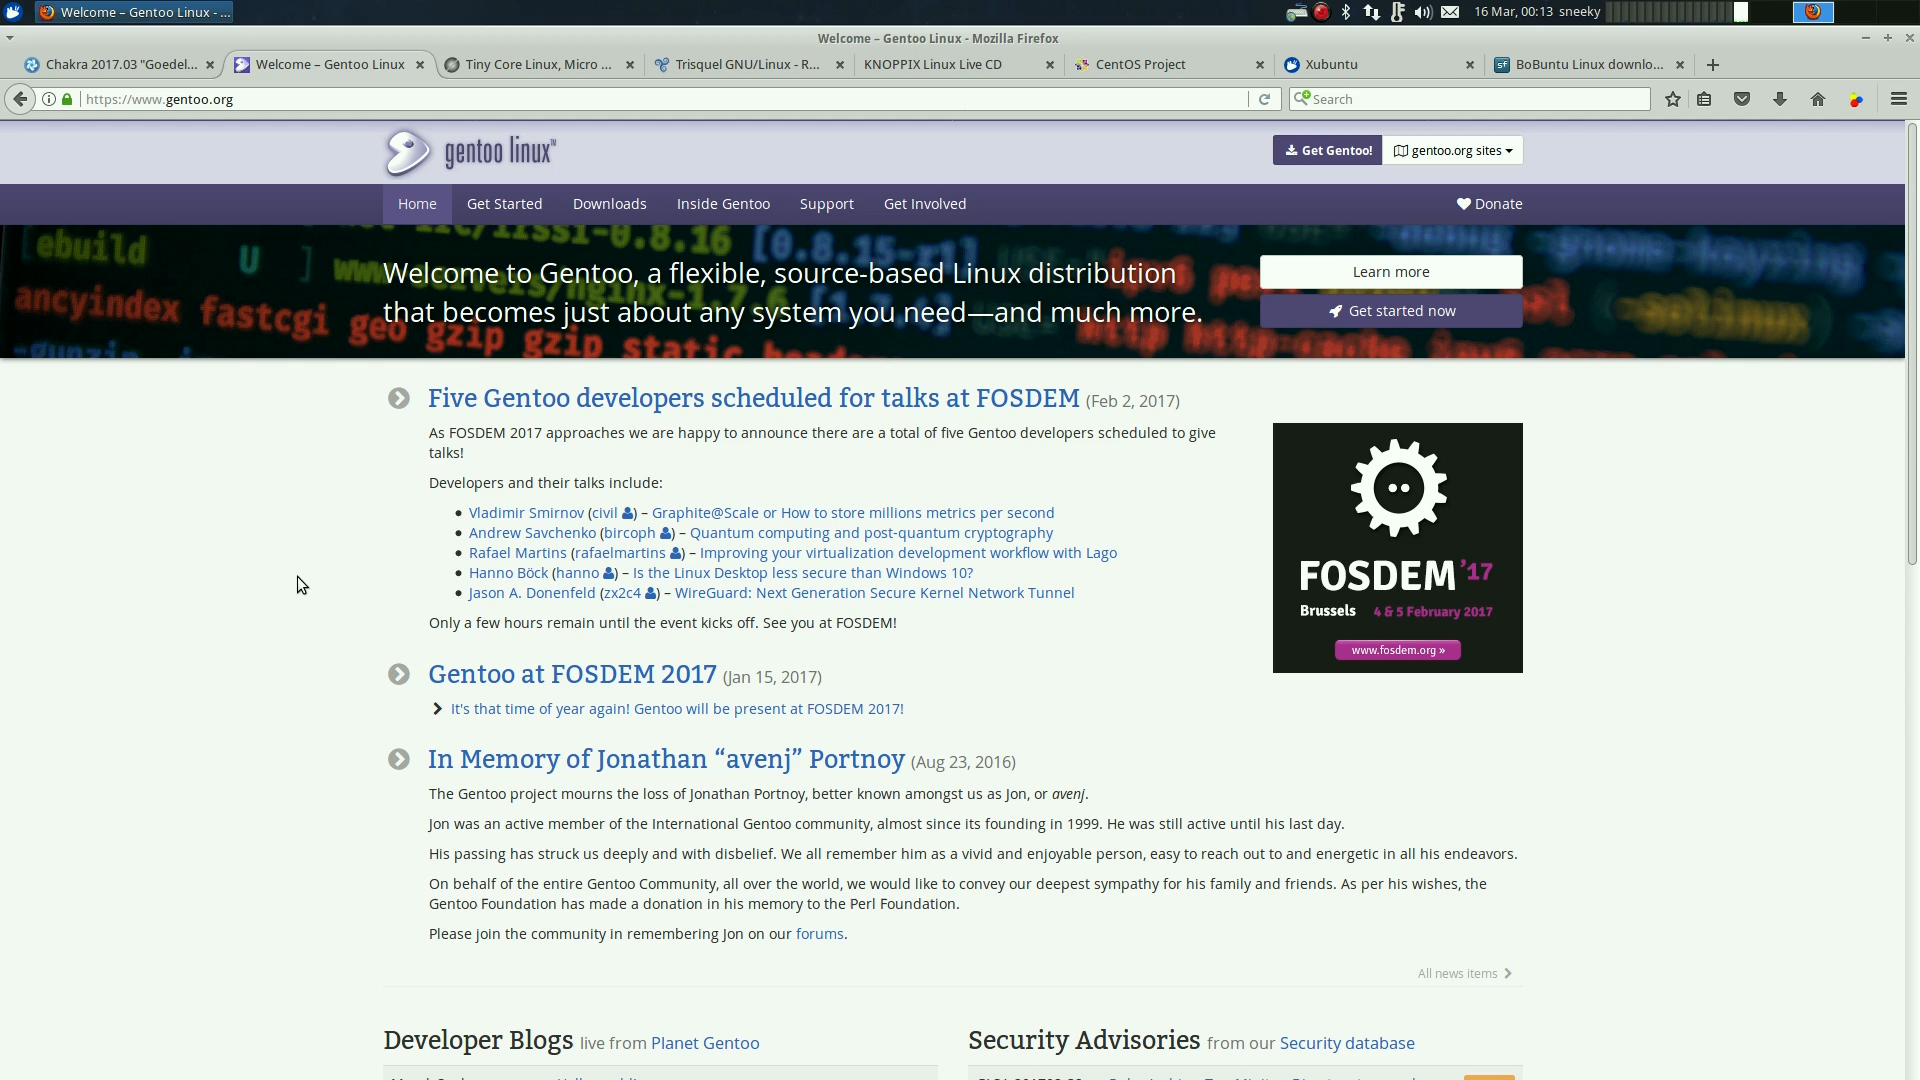 Welcome – Gentoo Linux - ...
16 Mar, 00:13 sneeky
Welcome – Gentoo Linux - Mozilla Firefox
Chakra 2017.03 "Goedel...
Welcome – Gentoo Linux
Tiny Core Linux, Micro ...
Trisquel GNU/Linux - R...
KNOPPIX Linux Live CD
CentOS Project
Xubuntu
BoBuntu Linux downlo...
https://www.gentoo.org
Search
gentoo linux™
Get Gentoo!
gentoo.org sites
Home
Get Started
Downloads
Inside Gentoo
Support
Get Involved
Donate
[ebuild U ]
[0.8.15-r1]
ancyindex fastcgi geo gzip gzip static
Welcome to Gentoo, a flexible, source-based Linux distribution
that becomes just about any system you need—and much more.
Learn more
Get started now
Five Gentoo developers scheduled for talks at FOSDEM (Feb 2, 2017)
As FOSDEM 2017 approaches we are happy to announce there are a total of five Gentoo developers scheduled to give
talks!
Developers and their talks include:
Vladimir Smirnov (civil) – Graphite@Scale or How to store millions metrics per second
Andrew Savchenko (bircoph) – Quantum computing and post-quantum cryptography
Rafael Martins (rafaelmartins) – Improving your virtualization development workflow with Lago
Hanno Böck (hanno) – Is the Linux Desktop less secure than Windows 10?
Jason A. Donenfeld (zx2c4) – WireGuard: Next Generation Secure Kernel Network Tunnel
Only a few hours remain until the event kicks off. See you at FOSDEM!
FOSDEM'17
Brussels 4 & 5 February 2017
www.fosdem.org »
Gentoo at FOSDEM 2017 (Jan 15, 2017)
It's that time of year again! Gentoo will be present at FOSDEM 2017!
In Memory of Jonathan “avenj” Portnoy (Aug 23, 2016)
The Gentoo project mourns the loss of Jonathan Portnoy, better known amongst us as Jon, or avenj.
Jon was an active member of the International Gentoo community, almost since its founding in 1999. He was still active until his last day.
His passing has struck us deeply and with disbelief. We all remember him as a vivid and enjoyable person, easy to reach out to and energetic in all his endeavors.
On behalf of the entire Gentoo Community, all over the world, we would like to convey our deepest sympathy for his family and friends. As per his wishes, the
Gentoo Foundation has made a donation in his memory to the Perl Foundation.
Please join the community in remembering Jon on our forums.
All news items
Developer Blogs live from Planet Gentoo
Security Advisories from our Security database